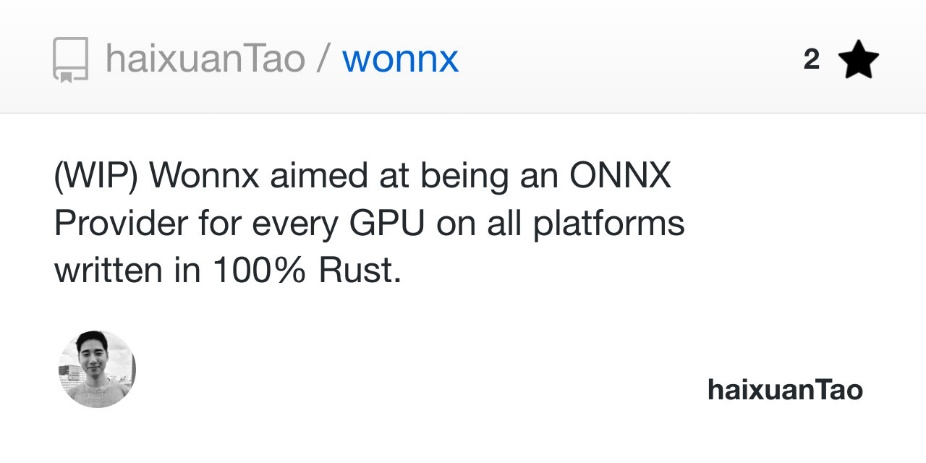 haixuanTao / wonnx
2
(WIP) Wonnx aimed at being an ONNX
Provider for every GPU on all platforms
written in 100% Rust.
haixuanTao